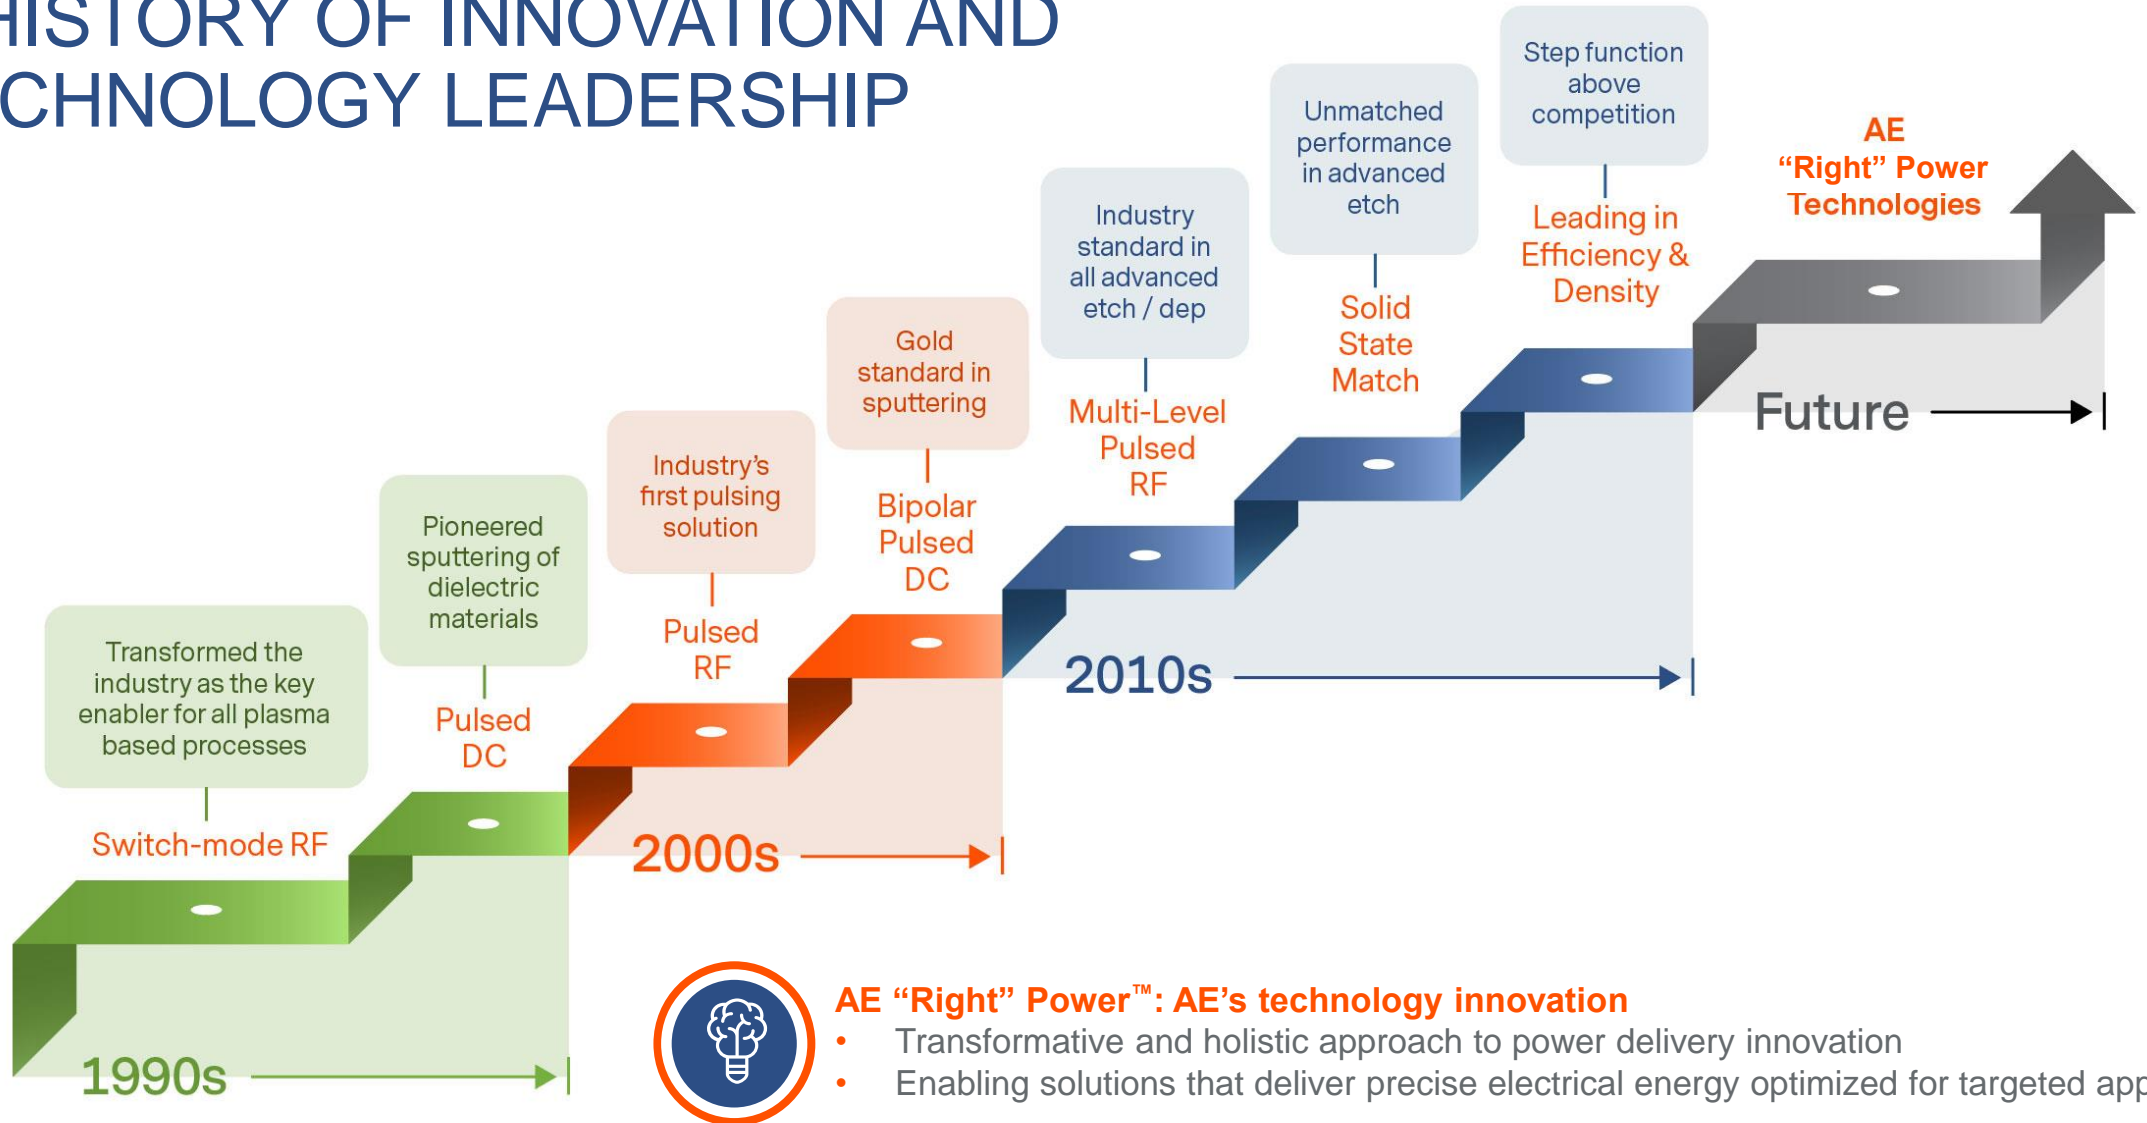 HISTORY OF INNOVATION AND
CHNOLOGY LEADERSHIP
Transformed the
industry as the key
enabler for all plasma
based processes
Switch-mode RF
Pioneered
sputtering of
dielectric
materials
Pulsed
DC
1990s
Industry's
first pulsing
solution
Pulsed
RF
Gold
standard in
sputtering
Bipolar
Pulsed
DC
2000s
Industry
standard in
all advanced
etch / dep
Multi-Level
Pulsed
RF
Unmatched
performance
in advanced
etch
Solid
State
Match
Step function
above
competition
Leading in
Efficiency &
Density
2010s
AE
“Right” Power
Technologies
Future
AE “Right” Power™: AE’s technology innovation
• Transformative and holistic approach to power delivery innovation
• Enabling solutions that deliver precise electrical energy optimized for targeted app